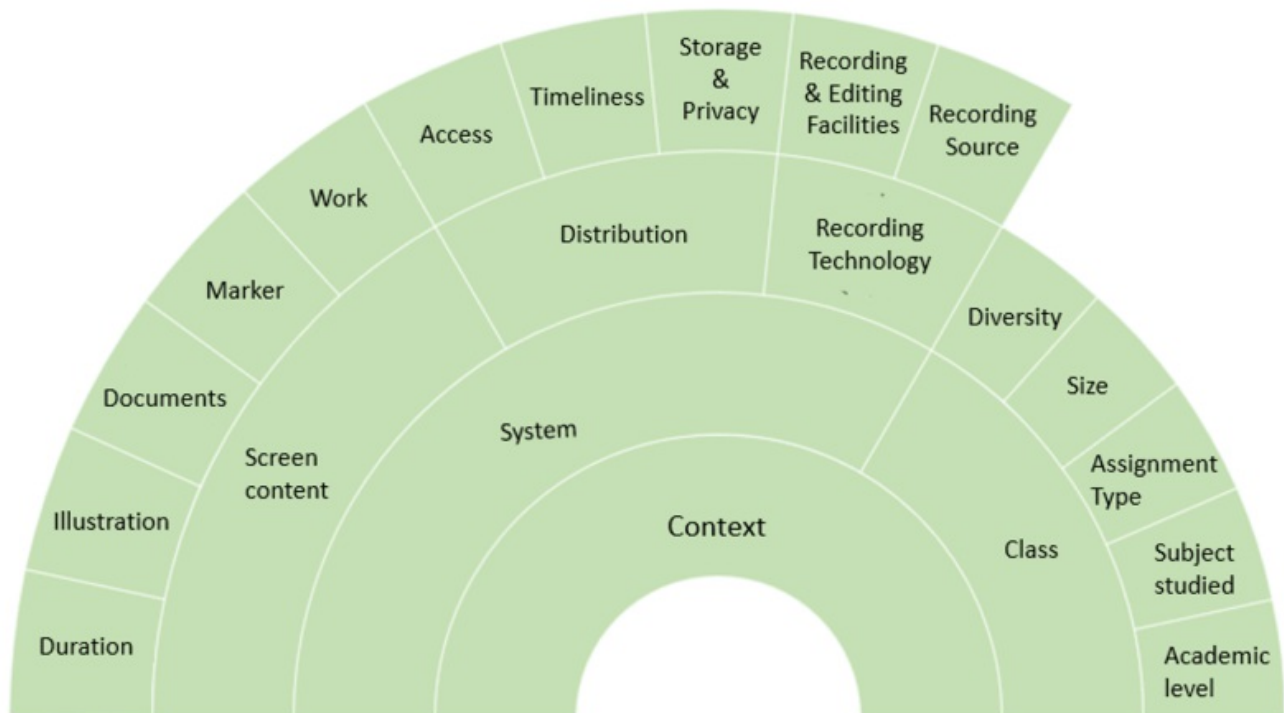 Storage
&
Privacy
Recording
& Editing
Facilities
Timeliness
Access
Recording
Source
Work
Distribution
Recording
Technology
Marker
Diversity
Documents
Size
System
Screen
content
Assignment
Type
Illustration
Context
Class
Subject
studied
Duration
Academic
level